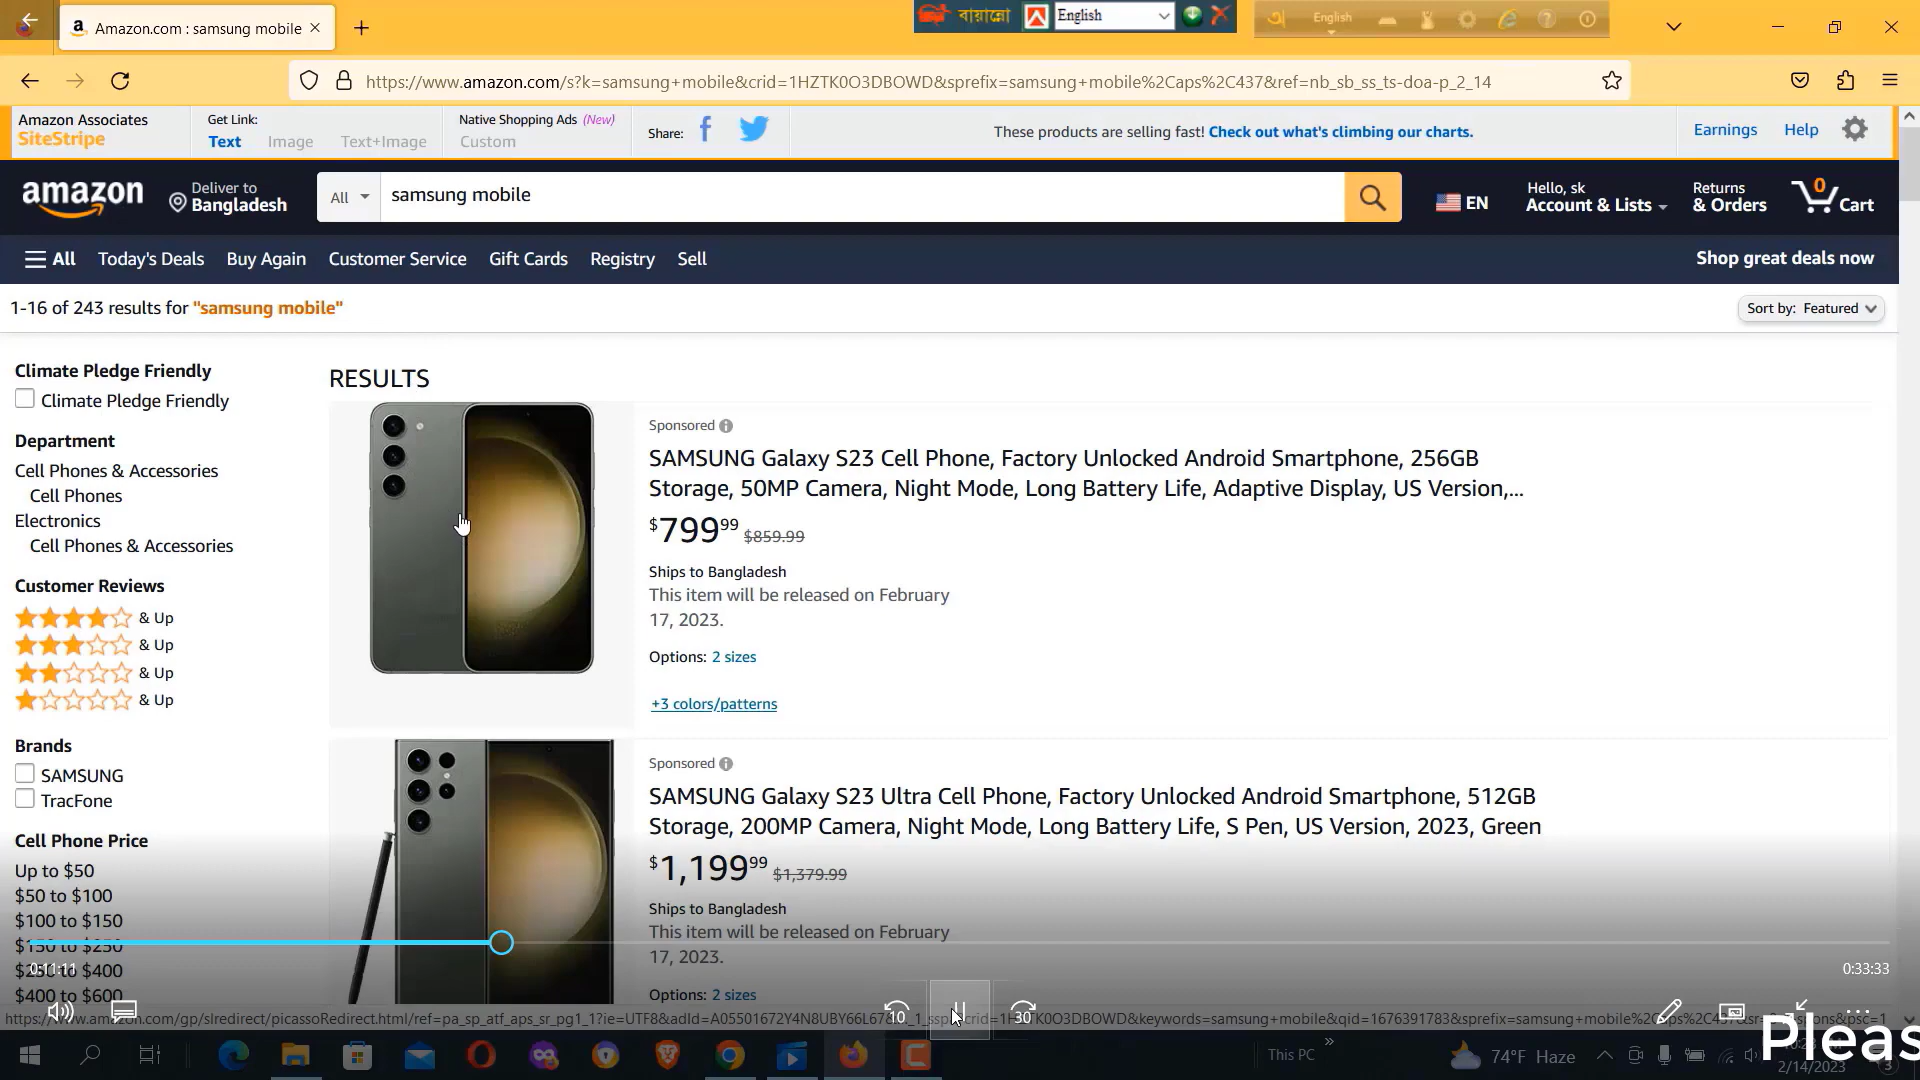 Amazon.com : samsung mobile
বায়ান্নো
English
English
https://www.amazon.com/s?k=samsung+mobile&crid=1HZTK0O3DBOWD&sprefix=samsung+mobile%2Caps%2C437&ref=nb_sb_ss_ts-doa-p_2_14
Amazon Associates
SiteStripe
Get Link:
Text
Image
Text+Image
Native Shopping Ads (New)
Custom
Share:
These products are selling fast! Check out what's climbing our charts.
Earnings
Help
amazon
Deliver to
Bangladesh
All
samsung mobile
EN
Hello, sk
Account & Lists
Returns
& Orders
0
Cart
All
Today's Deals
Buy Again
Customer Service
Gift Cards
Registry
Sell
Shop great deals now
1-16 of 243 results for "samsung mobile"
Sort by: Featured
Climate Pledge Friendly
Climate Pledge Friendly
Department
Cell Phones & Accessories
Cell Phones
Electronics
Cell Phones & Accessories
Customer Reviews
& Up
& Up
& Up
& Up
Brands
SAMSUNG
TracFone
Cell Phone Price
Up to $50
$50 to $100
$100 to $150
$150 to $250
$250 to $400
$400 to $600
RESULTS
Sponsored
SAMSUNG Galaxy S23 Cell Phone, Factory Unlocked Android Smartphone, 256GB
Storage, 50MP Camera, Night Mode, Long Battery Life, Adaptive Display, US Version,...
$799 99 $859.99
Ships to Bangladesh
This item will be released on February
17, 2023.
Options: 2 sizes
+3 colors/patterns
Sponsored
SAMSUNG Galaxy S23 Ultra Cell Phone, Factory Unlocked Android Smartphone, 512GB
Storage, 200MP Camera, Night Mode, Long Battery Life, S Pen, US Version, 2023, Green
$1,199 99 $1,379.99
Ships to Bangladesh
This item will be released on February
17, 2023.
Options: 2 sizes
0:11:11
0:33:33
10
30
This PC
74°F Haze
2/14/2023
3
Pleas